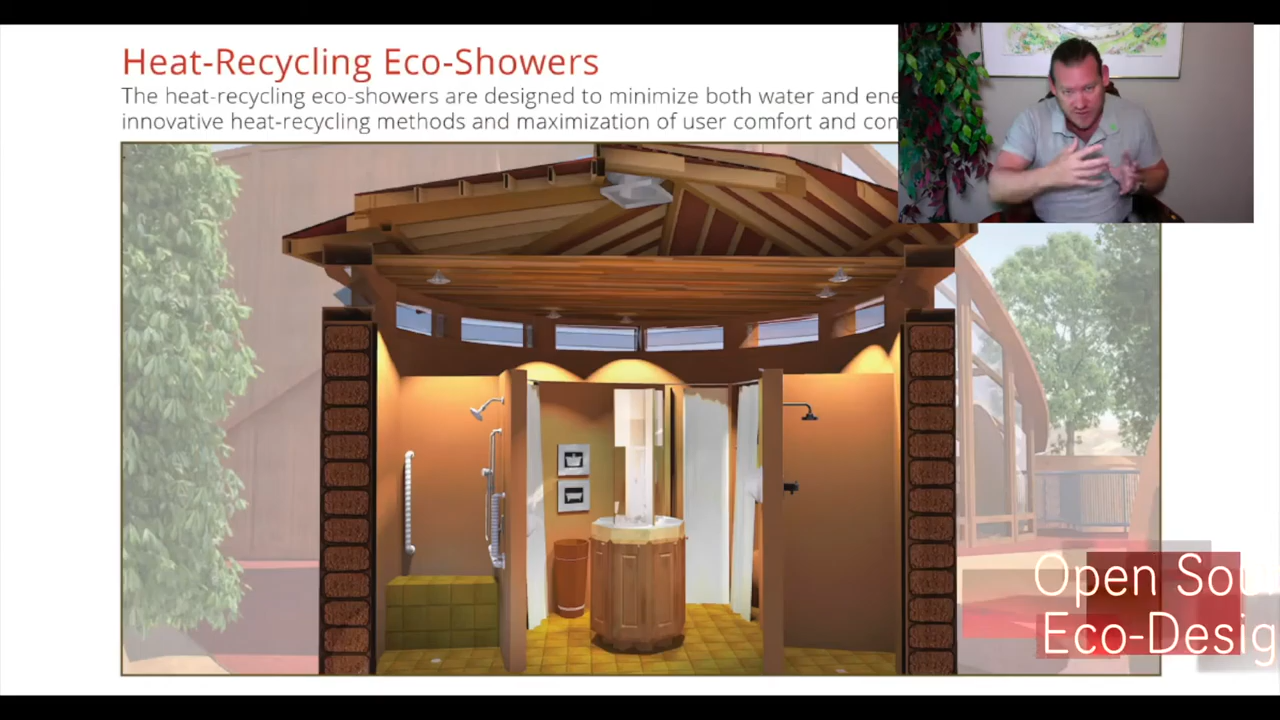 Heat-Recycling Eco-Showers
The heat-recycling eco-showers are designed to minimize both water and ene
innovative heat-recycling methods and maximization of user comfort and con
Open Sou
Eco-Desig